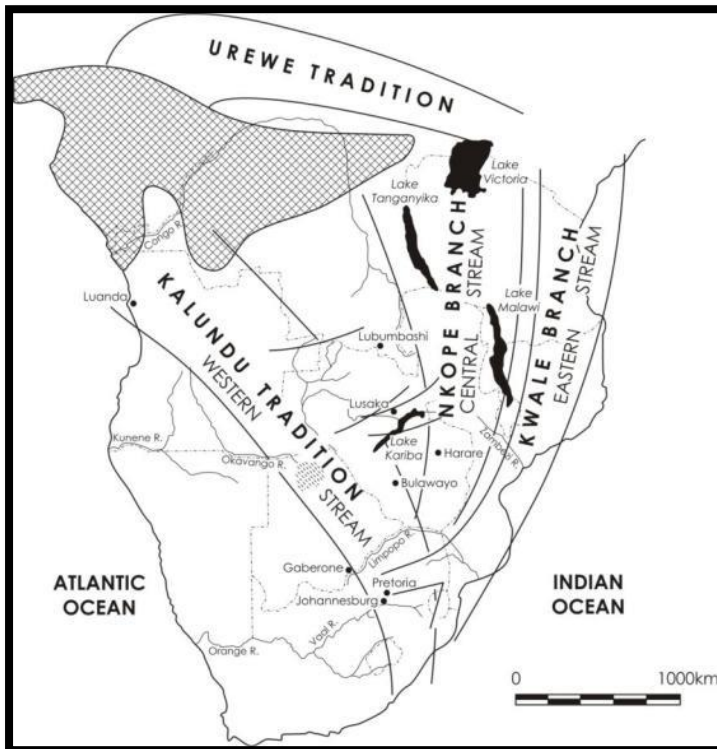 UREWE TRADITION
Lake
Victoria
Lake
Tanganyika
Congo R.
NKOPE BRANCH
CENTRAL STREAM
KWALE BRANCH
EASTERN STREAM
Lake
Malawi
Luanda
KALUNDU TRADITION
WESTERN STREAM
Lubumbashi
Lusaka
Lake
Kariba
Zambezi R.
Harare
Kunene R.
Okavango R.
Bulawayo
Limpopo R.
Gaberone
Pretoria
Johannesburg
ATLANTIC
OCEAN
INDIAN
OCEAN
Vaal R.
Orange R.
0 1000km